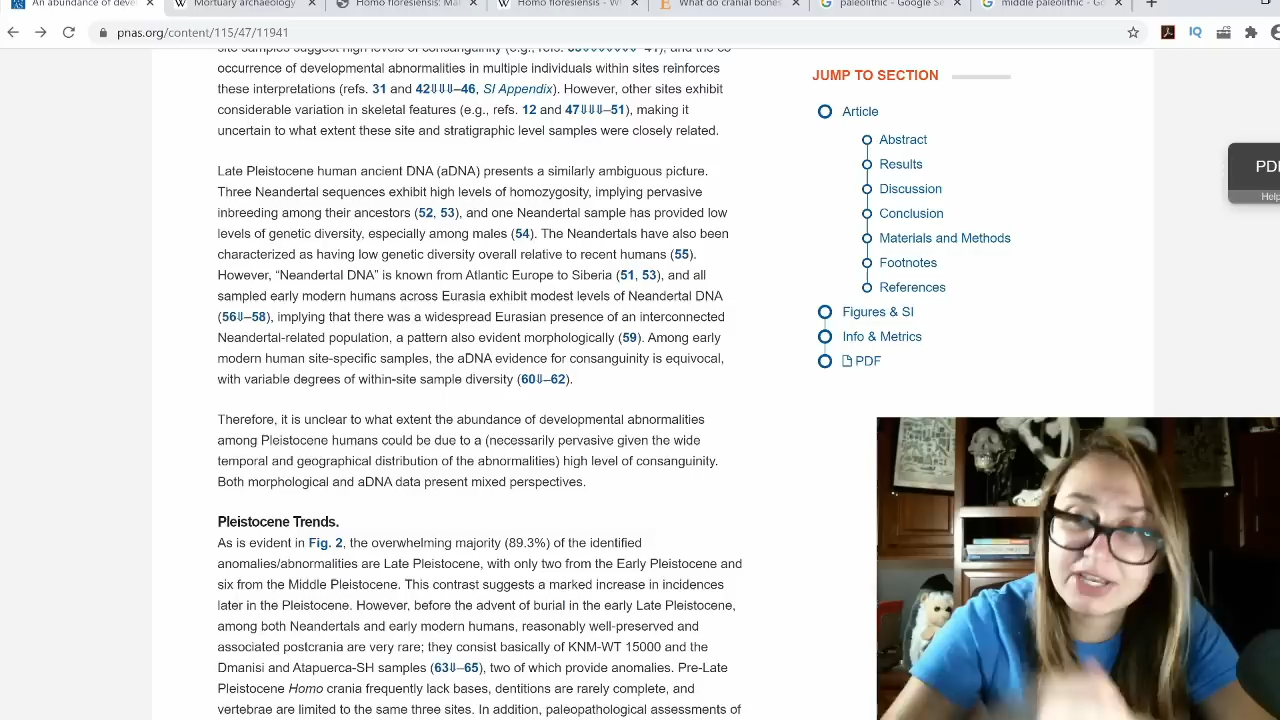 An abundance of deve
Mortuary archaeology
Homo floresiensis: Ma
Homo floresiensis - W
What do cranial bones
paleolithic - Google Se
middle paleolithic - Go
pnas.org/content/115/47/11941
IQ
occurrence of developmental abnormalities in multiple individuals within sites reinforces
these interpretations (refs. 31 and 42⇓⇓⇓–46, SI Appendix). However, other sites exhibit
considerable variation in skeletal features (e.g., refs. 12 and 47⇓⇓⇓–51), making it
uncertain to what extent these site and stratigraphic level samples were closely related.
Late Pleistocene human ancient DNA (aDNA) presents a similarly ambiguous picture.
Three Neandertal sequences exhibit high levels of homozygosity, implying pervasive
inbreeding among their ancestors (52, 53), and one Neandertal sample has provided low
levels of genetic diversity, especially among males (54). The Neandertals have also been
characterized as having low genetic diversity overall relative to recent humans (55).
However, “Neandertal DNA” is known from Atlantic Europe to Siberia (51, 53), and all
sampled early modern humans across Eurasia exhibit modest levels of Neandertal DNA
(56⇓–58), implying that there was a widespread Eurasian presence of an interconnected
Neandertal-related population, a pattern also evident morphologically (59). Among early
modern human site-specific samples, the aDNA evidence for consanguinity is equivocal,
with variable degrees of within-site sample diversity (60⇓–62).
Therefore, it is unclear to what extent the abundance of developmental abnormalities
among Pleistocene humans could be due to a (necessarily pervasive given the wide
temporal and geographical distribution of the abnormalities) high level of consanguinity.
Both morphological and aDNA data present mixed perspectives.
Pleistocene Trends.
As is evident in Fig. 2, the overwhelming majority (89.3%) of the identified
anomalies/abnormalities are Late Pleistocene, with only two from the Early Pleistocene and
six from the Middle Pleistocene. This contrast suggests a marked increase in incidences
later in the Pleistocene. However, before the advent of burial in the early Late Pleistocene,
among both Neandertals and early modern humans, reasonably well-preserved and
associated postcrania are very rare; they consist basically of KNM-WT 15000 and the
Dmanisi and Atapuerca-SH samples (63⇓–65), two of which provide anomalies. Pre-Late
Pleistocene Homo crania frequently lack bases, dentitions are rarely complete, and
vertebrae are limited to the same three sites. In addition, paleopathological assessments of
JUMP TO SECTION
Article
Abstract
Results
Discussion
Conclusion
Materials and Methods
Footnotes
References
Figures & SI
Info & Metrics
PDF
PDF
Help